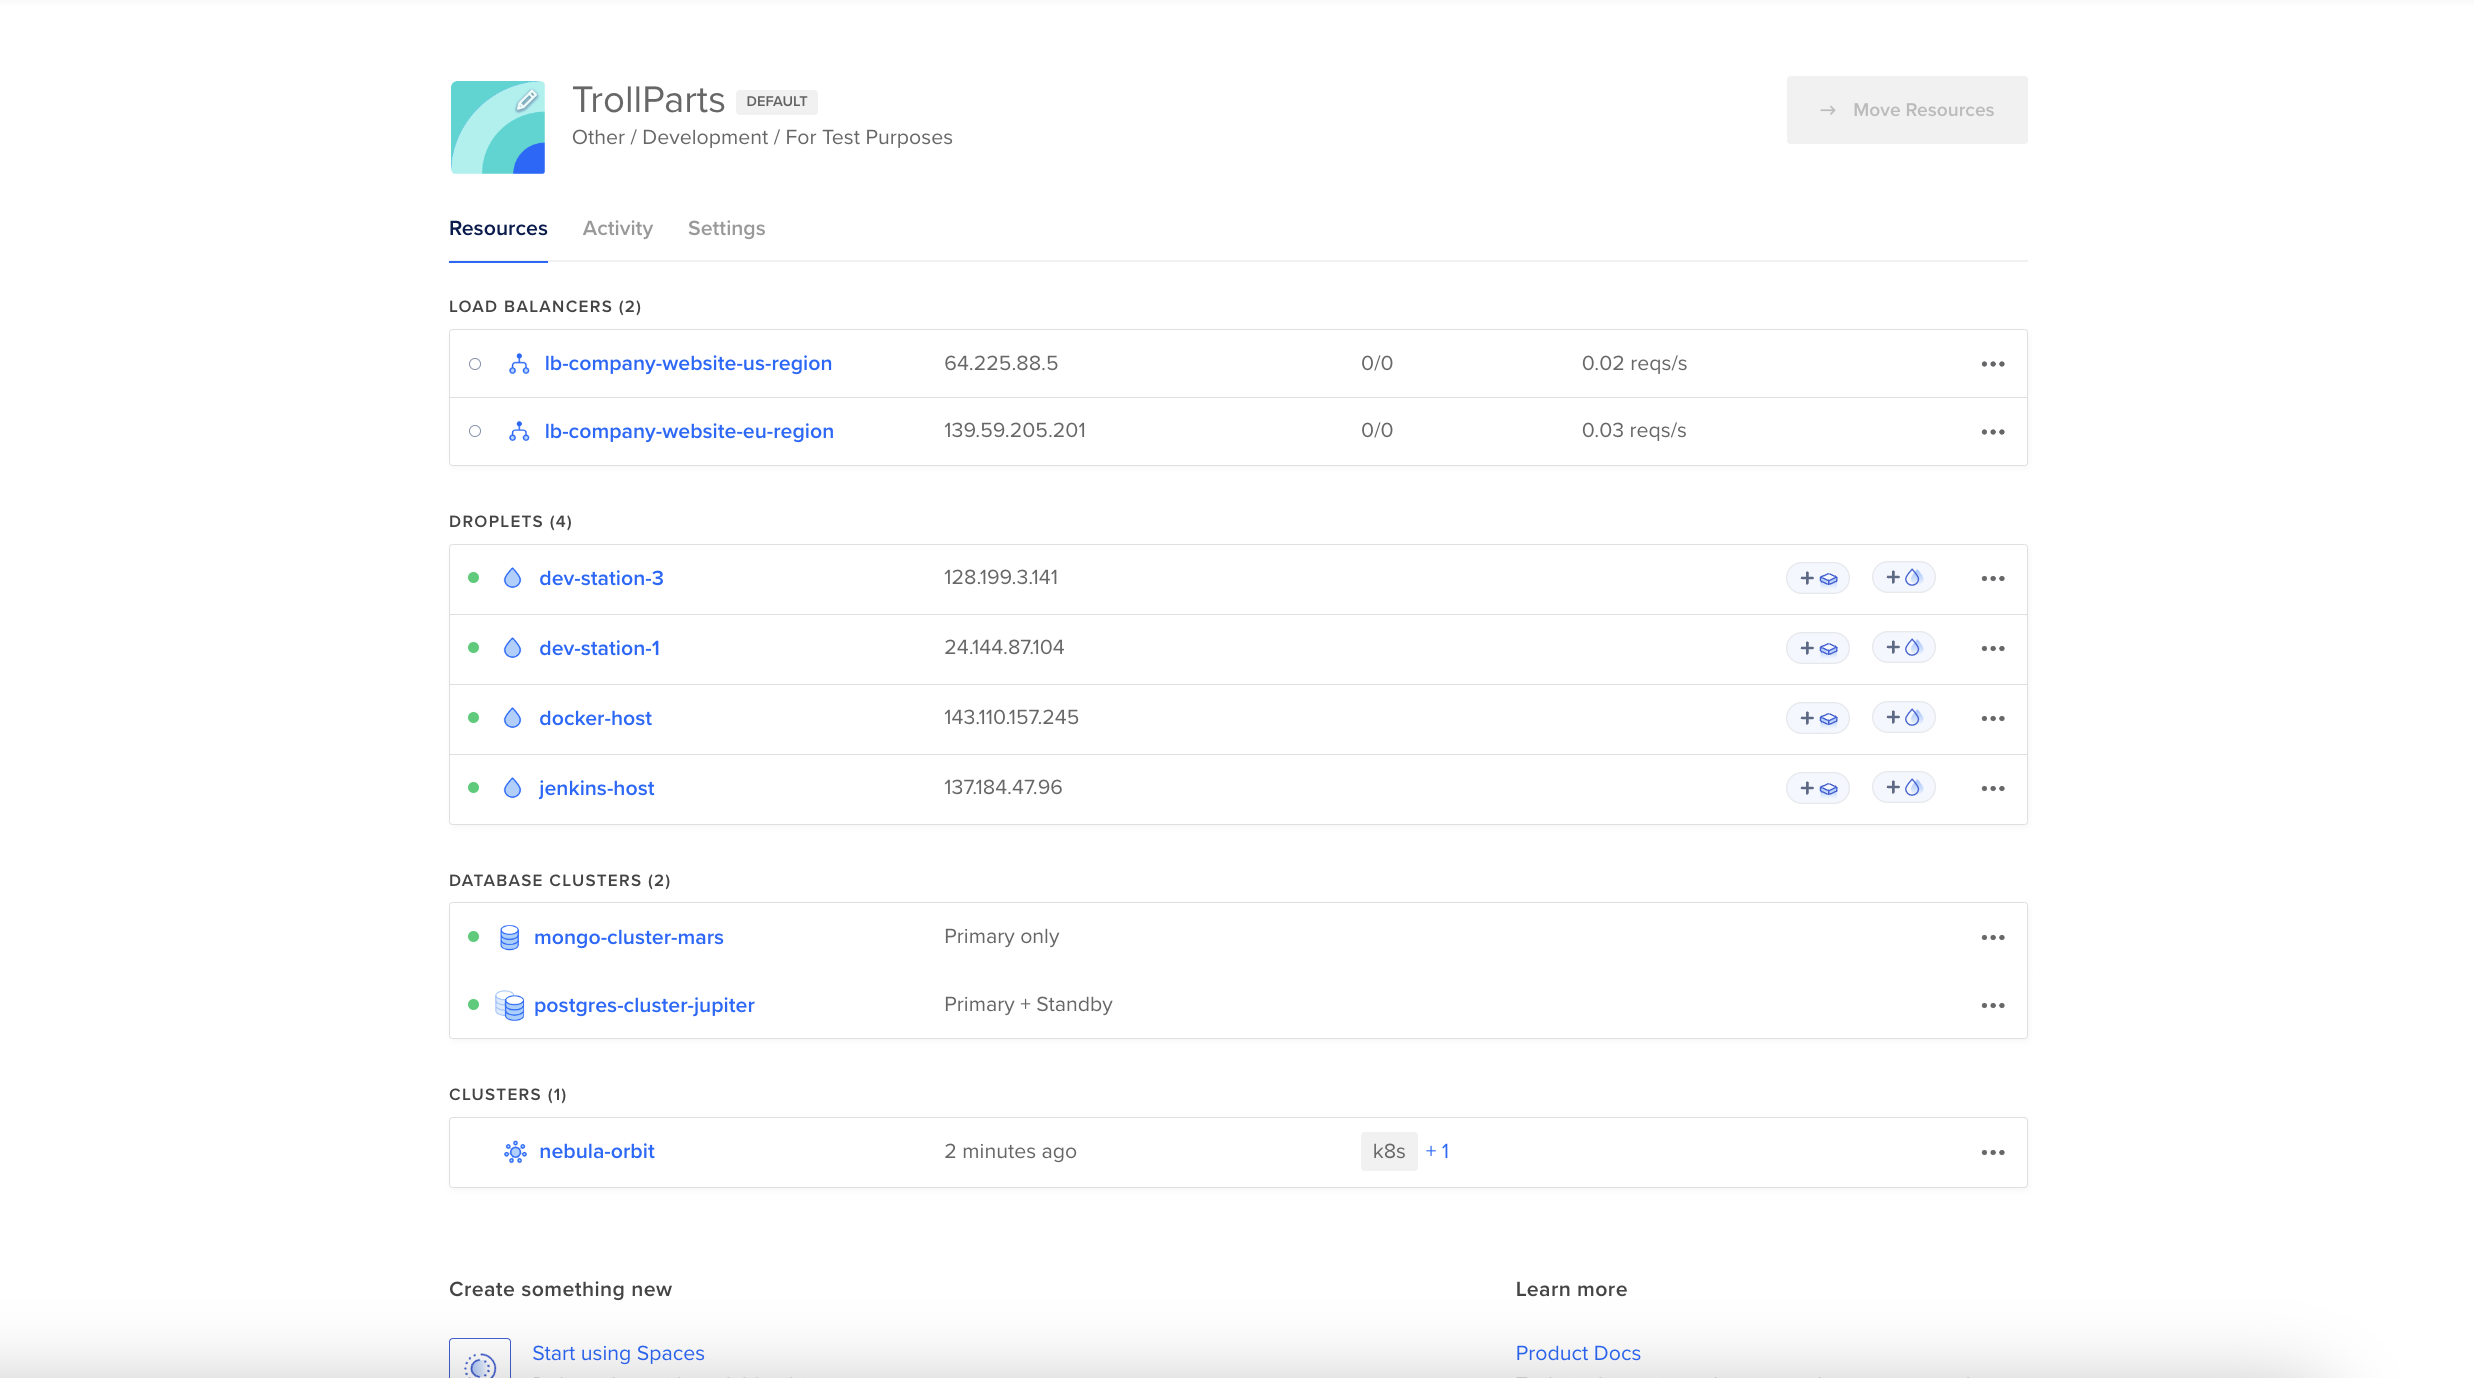 TrollParts DEFAULT
Other / Development / For Test Purposes
→ Move Resources
Resources Activity Settings
LOAD BALANCERS (2)
lb-company-website-us-region 64.225.88.5 0/0 0.02 reqs/s
lb-company-website-eu-region 139.59.205.201 0/0 0.03 reqs/s
DROPLETS (4)
dev-station-3 128.199.3.141
dev-station-1 24.144.87.104
docker-host 143.110.157.245
jenkins-host 137.184.47.96
DATABASE CLUSTERS (2)
mongo-cluster-mars Primary only
postgres-cluster-jupiter Primary + Standby
CLUSTERS (1)
nebula-orbit 2 minutes ago k8s + 1
Create something new
Start using Spaces
Learn more
Product Docs